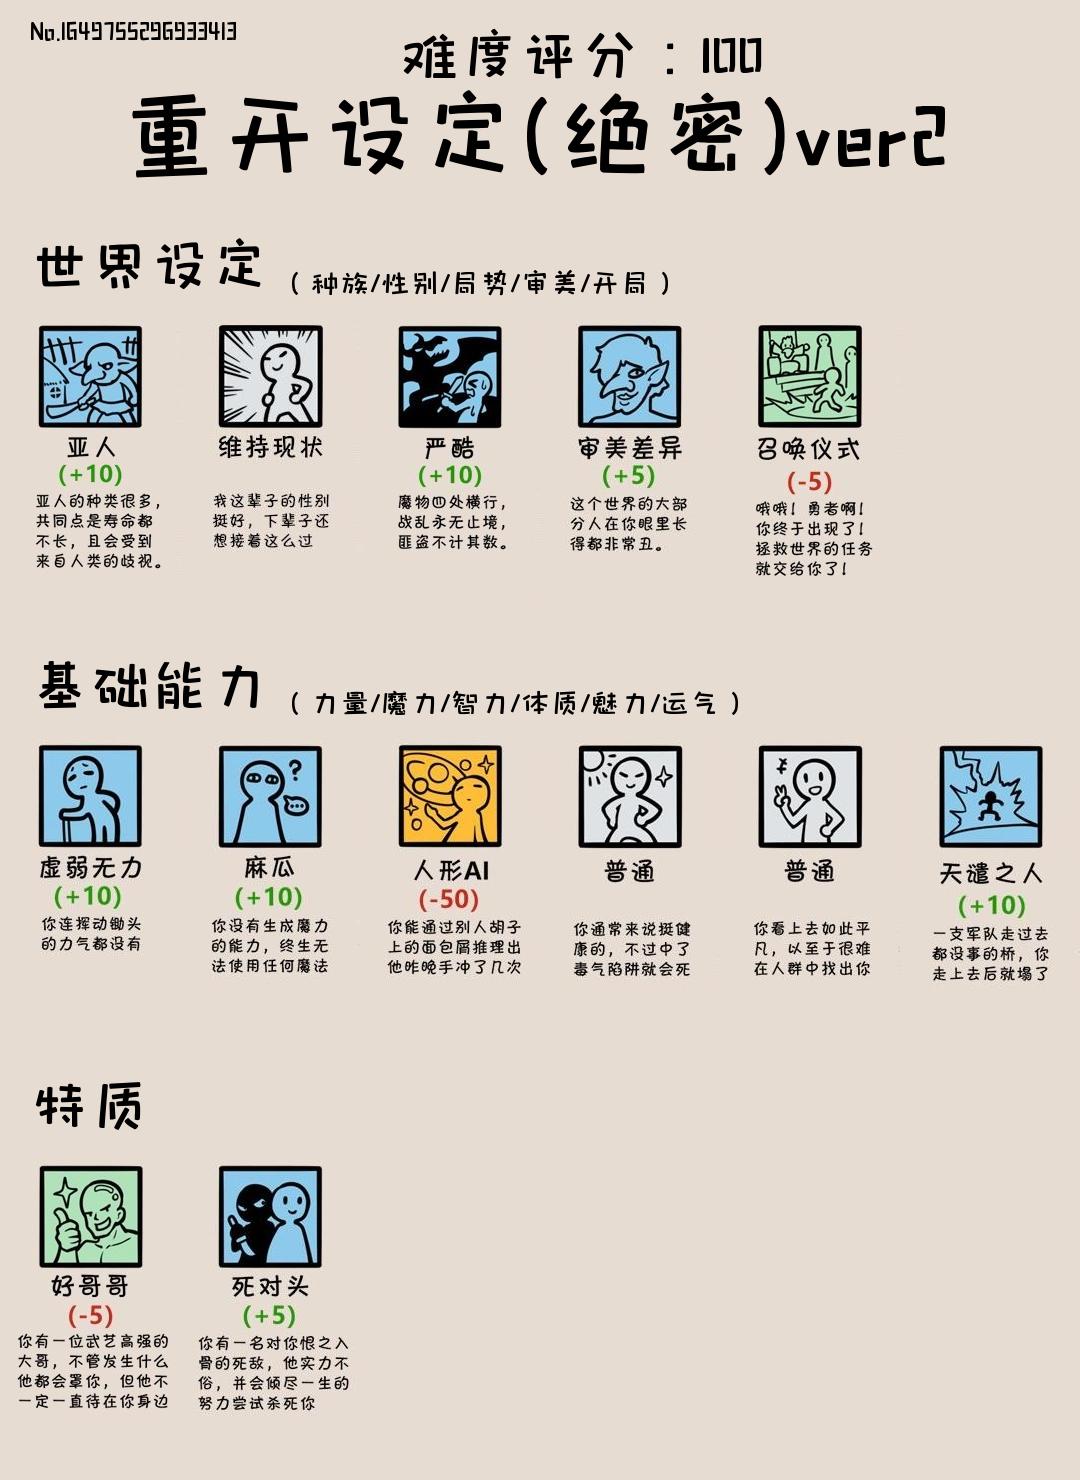 No.1649755296933413
难度评分：100
重开设定(绝密)ver2
世界设定 （种族/性别/局势/审美/开局）
亚人
(+10)
亚人的种类很多，
共同点是寿命都
不长，且会受到
来自人类的歧视。
维持现状
我这辈子的性别
挺好，下辈子还
想接着这么过
严酷
(+10)
魔物四处横行，
战乱永无止境，
匪盗不计其数。
审美差异
(+5)
这个世界的大部
分人在你眼里长
得都非常丑。
召唤仪式
(-5)
哦哦！勇者啊！
你终于出现了！
拯救世界的任务
就交给你了！
基础能力 （力量/魔力/智力/体质/魅力/运气）
虚弱无力
(+10)
你连挥动锄头
的力气都没有
麻瓜
(+10)
你没有生成魔力
的能力，终生无
法使用任何魔法
人形AI
(-50)
你能通过别人胡子
上的面包屑推理出
他昨晚手冲了几次
普通
你通常来说挺健
康的，不过中了
毒气陷阱就会死
普通
你看上去如此平
凡，以至于很难
在人群中找出你
天谴之人
(+10)
一支军队走过去
都没事的桥，你
走上去后就塌了
特质
好哥哥
(-5)
你有一位武艺高强的
大哥，不管发生什么
他都会罩你，但他不
一定一直待在你身边
死对头
(+5)
你有一名对你恨之入
骨的死敌，他实力不
俗，并会倾尽一生的
努力尝试杀死你